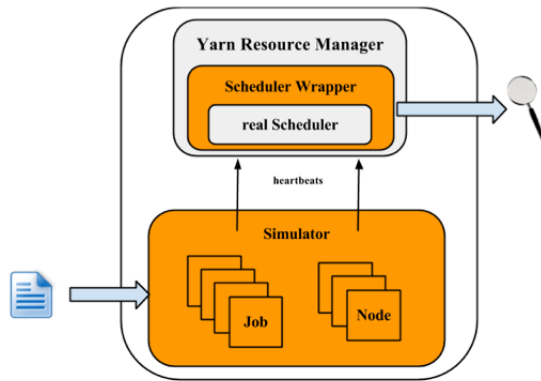 Yarn Resource Manager
Scheduler Wrapper
real Scheduler
heartbeats
Simulator
Job
Node